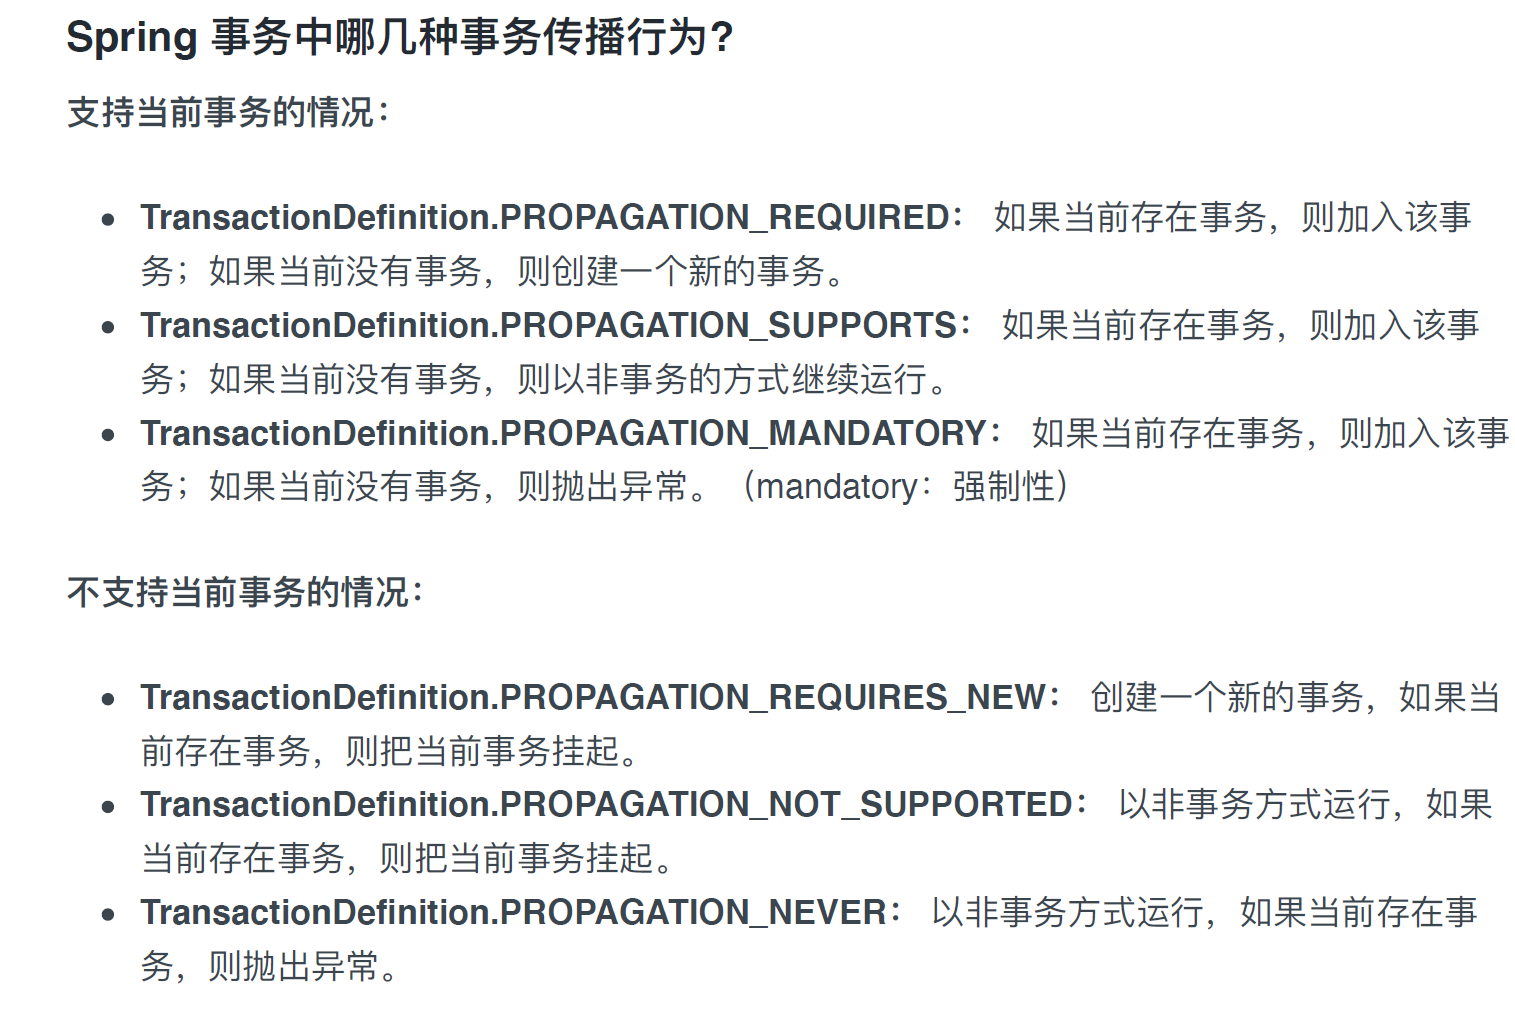 Spring 事务中哪几种事务传播行为?
支持当前事务的情况：
TransactionDefinition.PROPAGATION_REQUIRED： 如果当前存在事务，则加入该事
务；如果当前没有事务，则创建一个新的事务。
TransactionDefinition.PROPAGATION_SUPPORTS： 如果当前存在事务，则加入该事
务；如果当前没有事务，则以非事务的方式继续运行。
TransactionDefinition.PROPAGATION_MANDATORY： 如果当前存在事务，则加入该事
务；如果当前没有事务，则抛出异常。（mandatory：强制性）
不支持当前事务的情况：
TransactionDefinition.PROPAGATION_REQUIRES_NEW： 创建一个新的事务，如果当
前存在事务，则把当前事务挂起。
TransactionDefinition.PROPAGATION_NOT_SUPPORTED： 以非事务方式运行，如果
当前存在事务，则把当前事务挂起。
TransactionDefinition.PROPAGATION_NEVER： 以非事务方式运行，如果当前存在事
务，则抛出异常。